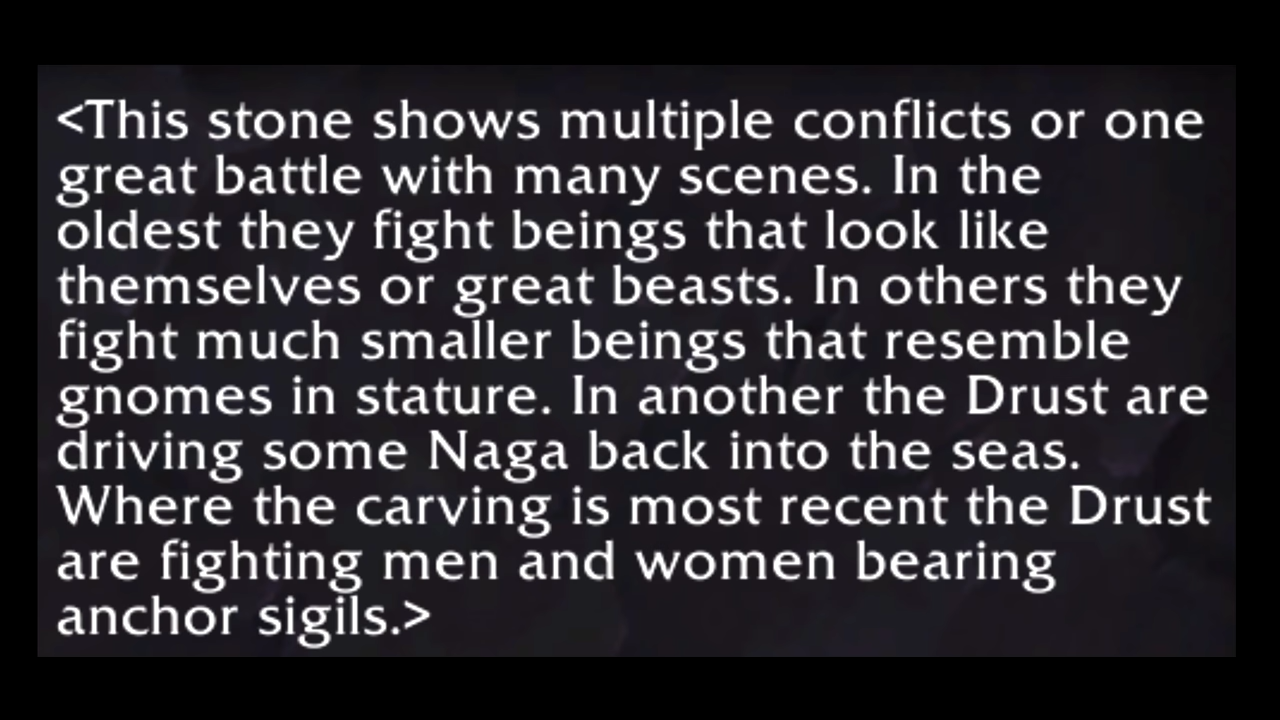 <This stone shows multiple conflicts or one
great battle with many scenes. In the
oldest they fight beings that look like
themselves or great beasts. In others they
fight much smaller beings that resemble
gnomes in stature. In another the Drust are
driving some Naga back into the seas.
Where the carving is most recent the Drust
are fighting men and women bearing
anchor sigils.>